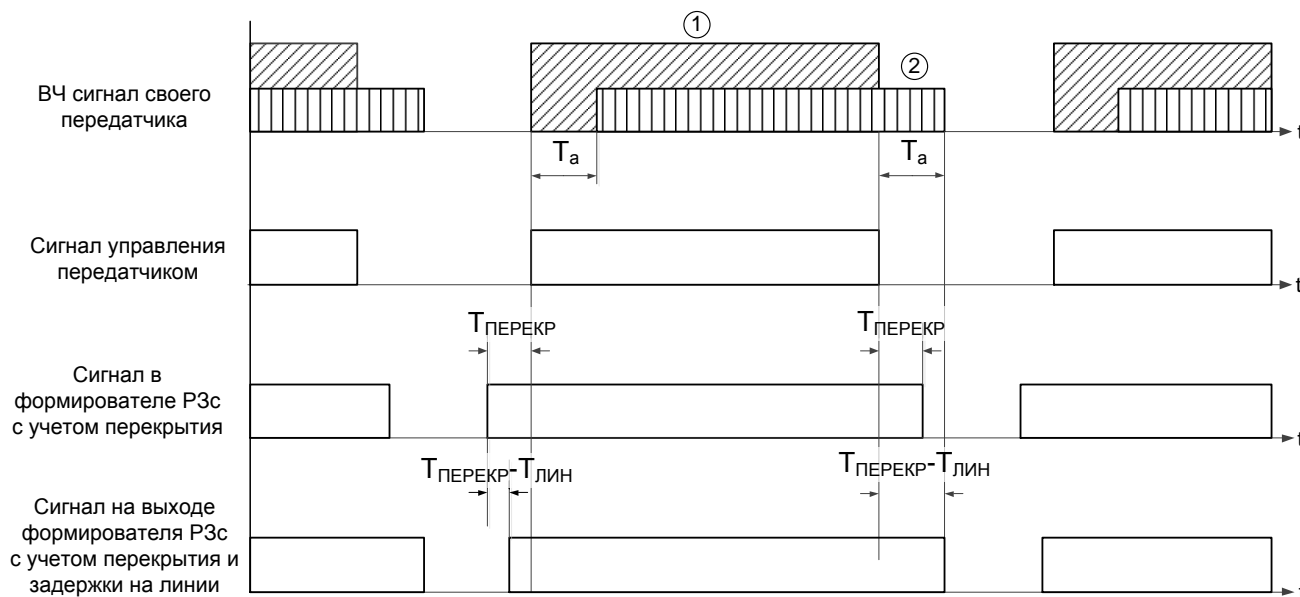 ①
②
ВЧ сигнал своего
передатчика
t
Tа
Tа
Сигнал управления
передатчиком
t
TПЕРЕКР
TПЕРЕКР
Сигнал в
формирователе РЗс
с учетом перекрытия
t
TПЕРЕКР-TЛИН
TПЕРЕКР-TЛИН
Сигнал на выходе
формирователя РЗс
с учетом перекрытия и
задержки на линии
t